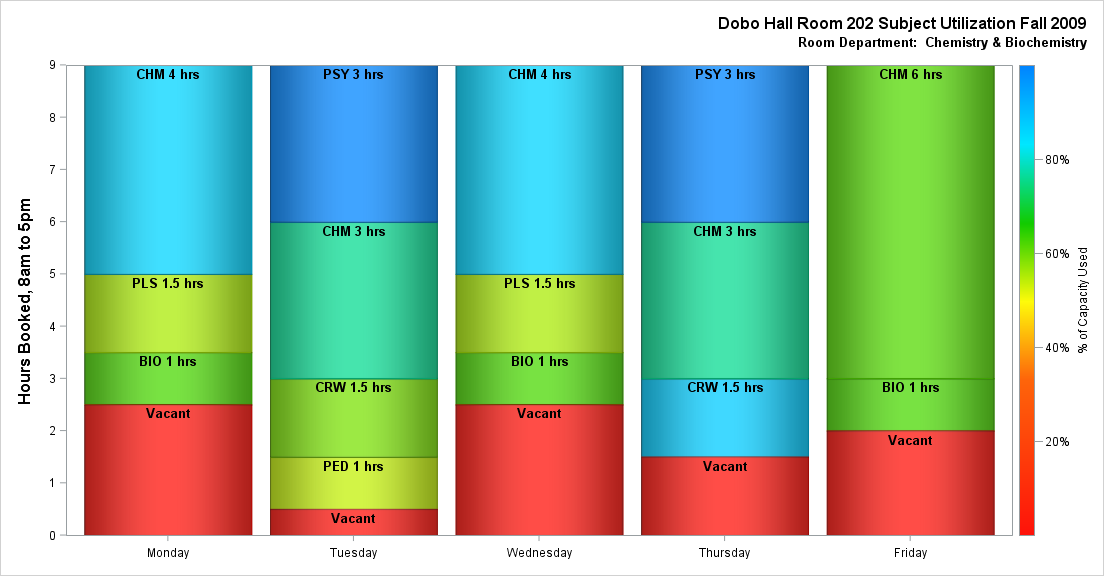 Dobo Hall Room 202 Subject Utilization Fall 2009
Room Department:  Chemistry & Biochemistry
Hours Booked, 8am to 5pm
9
8
7
6
5
4
3
2
1
0
CHM 4 hrs
PLS 1.5 hrs
BIO 1 hrs
Vacant
PSY 3 hrs
CHM 3 hrs
CRW 1.5 hrs
PED 1 hrs
Vacant
CHM 4 hrs
PLS 1.5 hrs
BIO 1 hrs
Vacant
PSY 3 hrs
CHM 3 hrs
CRW 1.5 hrs
Vacant
CHM 6 hrs
BIO 1 hrs
Vacant
Monday
Tuesday
Wednesday
Thursday
Friday
80%
60%
40%
20%
% of Capacity Used